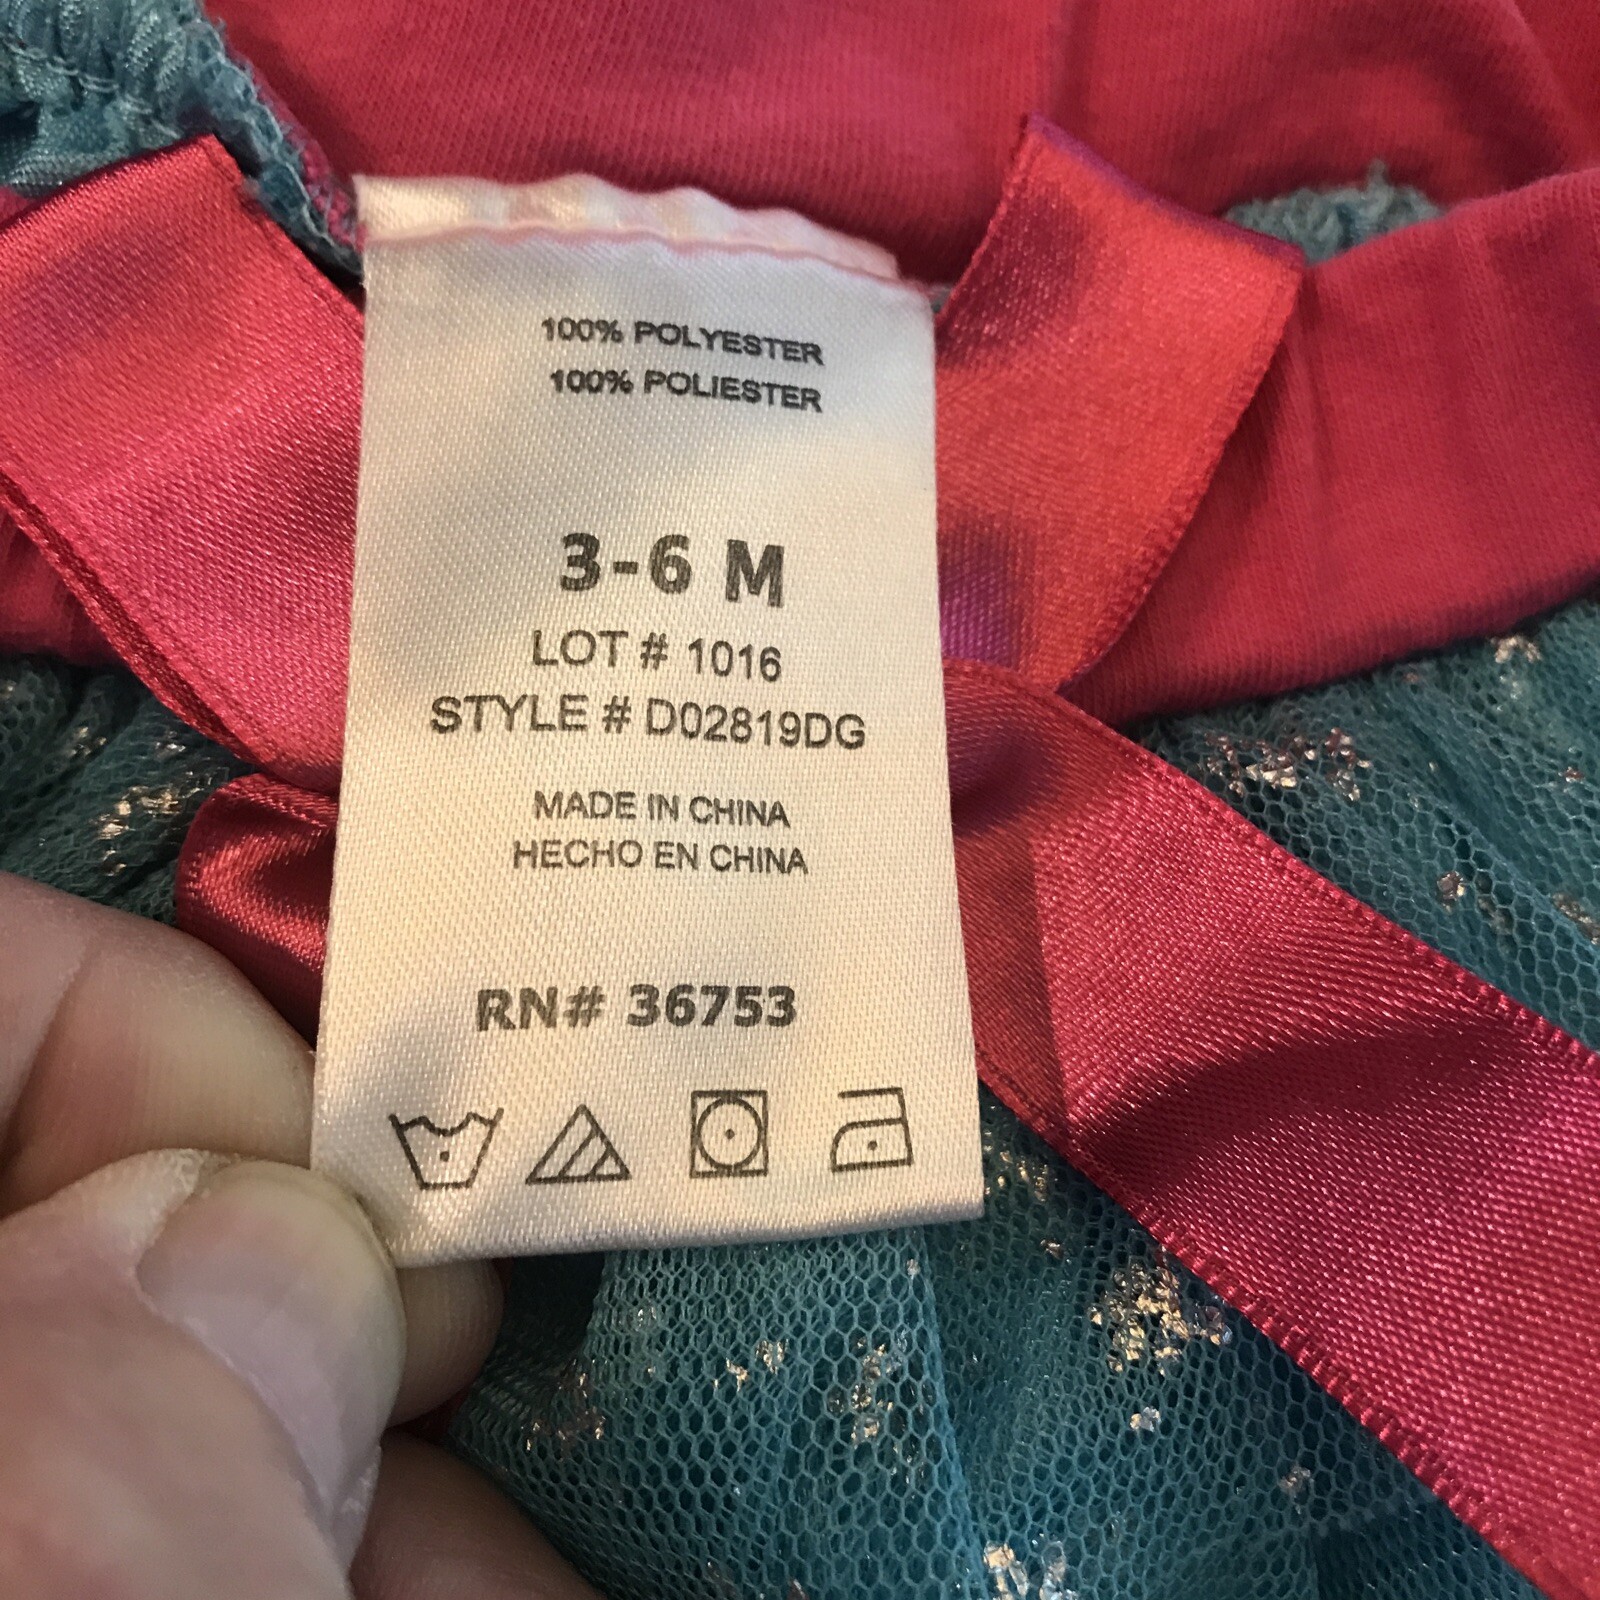 100% POLYESTER
100% POLIESTER
3-6 M
LOT # 1016
STYLE # D02819DG
MADE IN CHINA
HECHO EN CHINA
RN# 36753